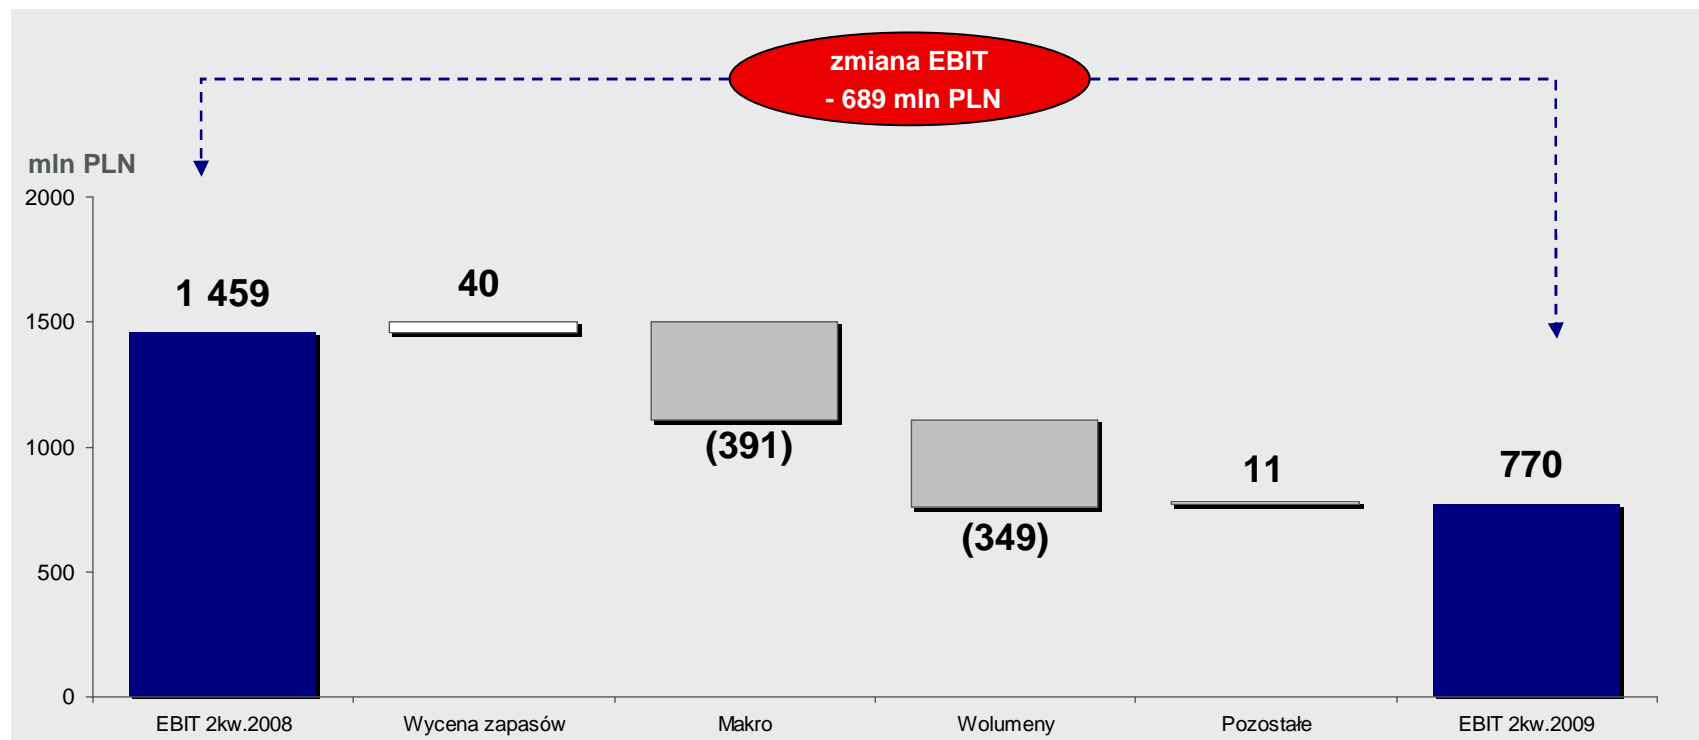 zmiana EBIT
- 689 mln PLN
mln PLN
2000
1500
1000
500
0
1 459
40
(391)
(349)
11
770
EBIT 2kw.2008
Wycena zapasów
Makro
Wolumeny
Pozostałe
EBIT 2kw.2009